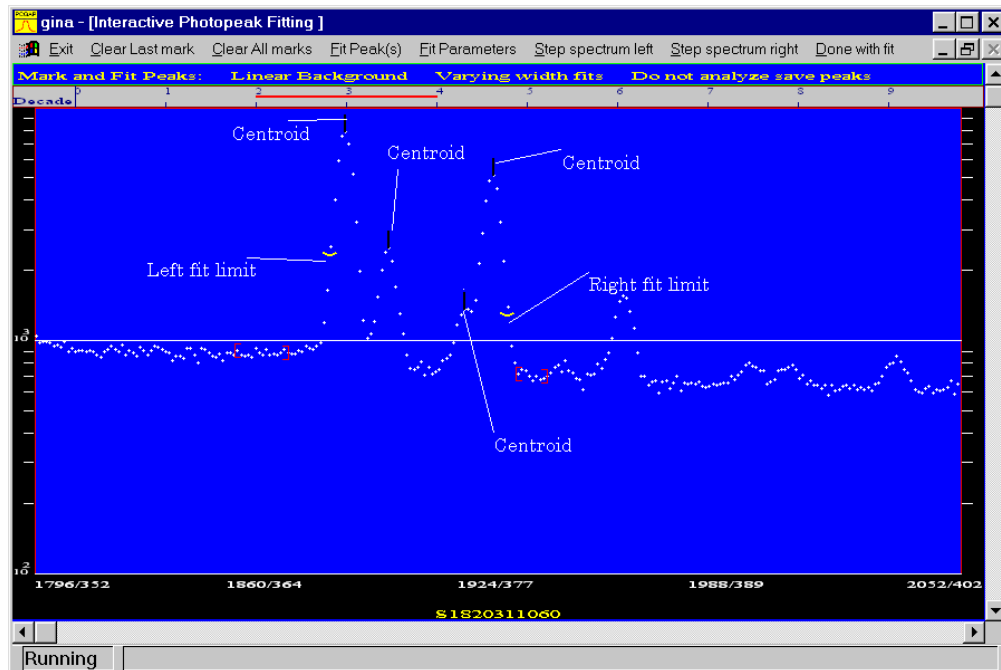 gina - [Interactive Photopeak Fitting ]
Exit Clear Last mark Clear All marks Fit Peak(s) Fit Parameters Step spectrum left Step spectrum right Done with fit
Mark and Fit Peaks: Linear Background Varying width fits Do not analyze save peaks
Decade 0 1 2 3 4 5 6 7 8 9
Centroid
Centroid
Centroid
Left fit limit
Right fit limit
10³
Centroid
10²
1796/352 1860/364 1924/377 1988/389 2052/402
S1820311060
Running